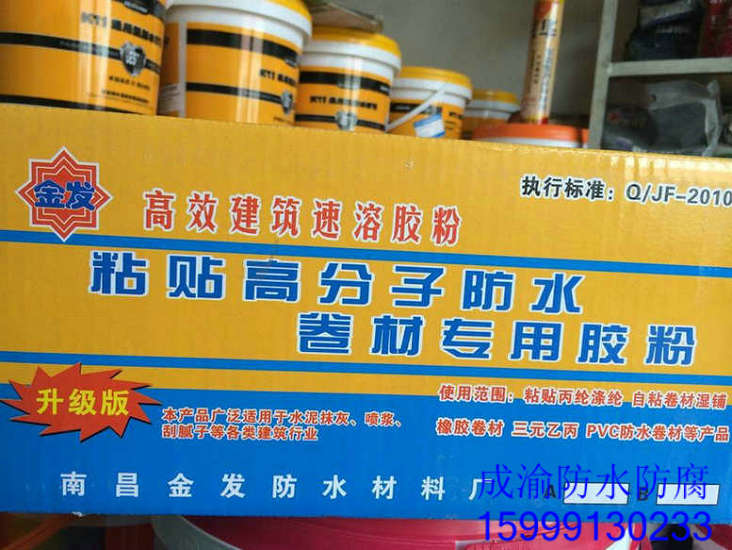 金发
执行标准：Q/JF-2010
高效建筑速溶胶粉
粘贴高分子防水
卷材专用胶粉
升级版
本产品广泛适用于水泥抹灰、喷浆、
刮腻子等各类建筑行业
使用范围：粘贴丙纶涤纶 自粘卷材湿铺
橡胶卷材 三元乙丙 PVC防水卷材等产品
南昌金发防水材料厂
A
B
成渝防水防腐
15999130233